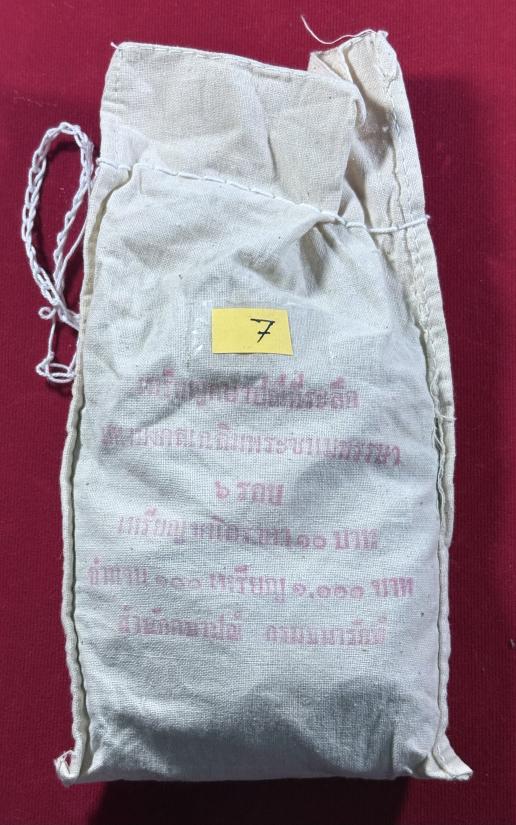 7
เหรียญกษาปณ์ที่ระลึก
เฉลิมพระชนมพรรษา
๖ รอบ
เหรียญ ๑๐ บาท
จำนวน ๑๐๐ เหรียญ ๑,๐๐๐ บาท
สำนักกษาปณ์ กรมธนารักษ์